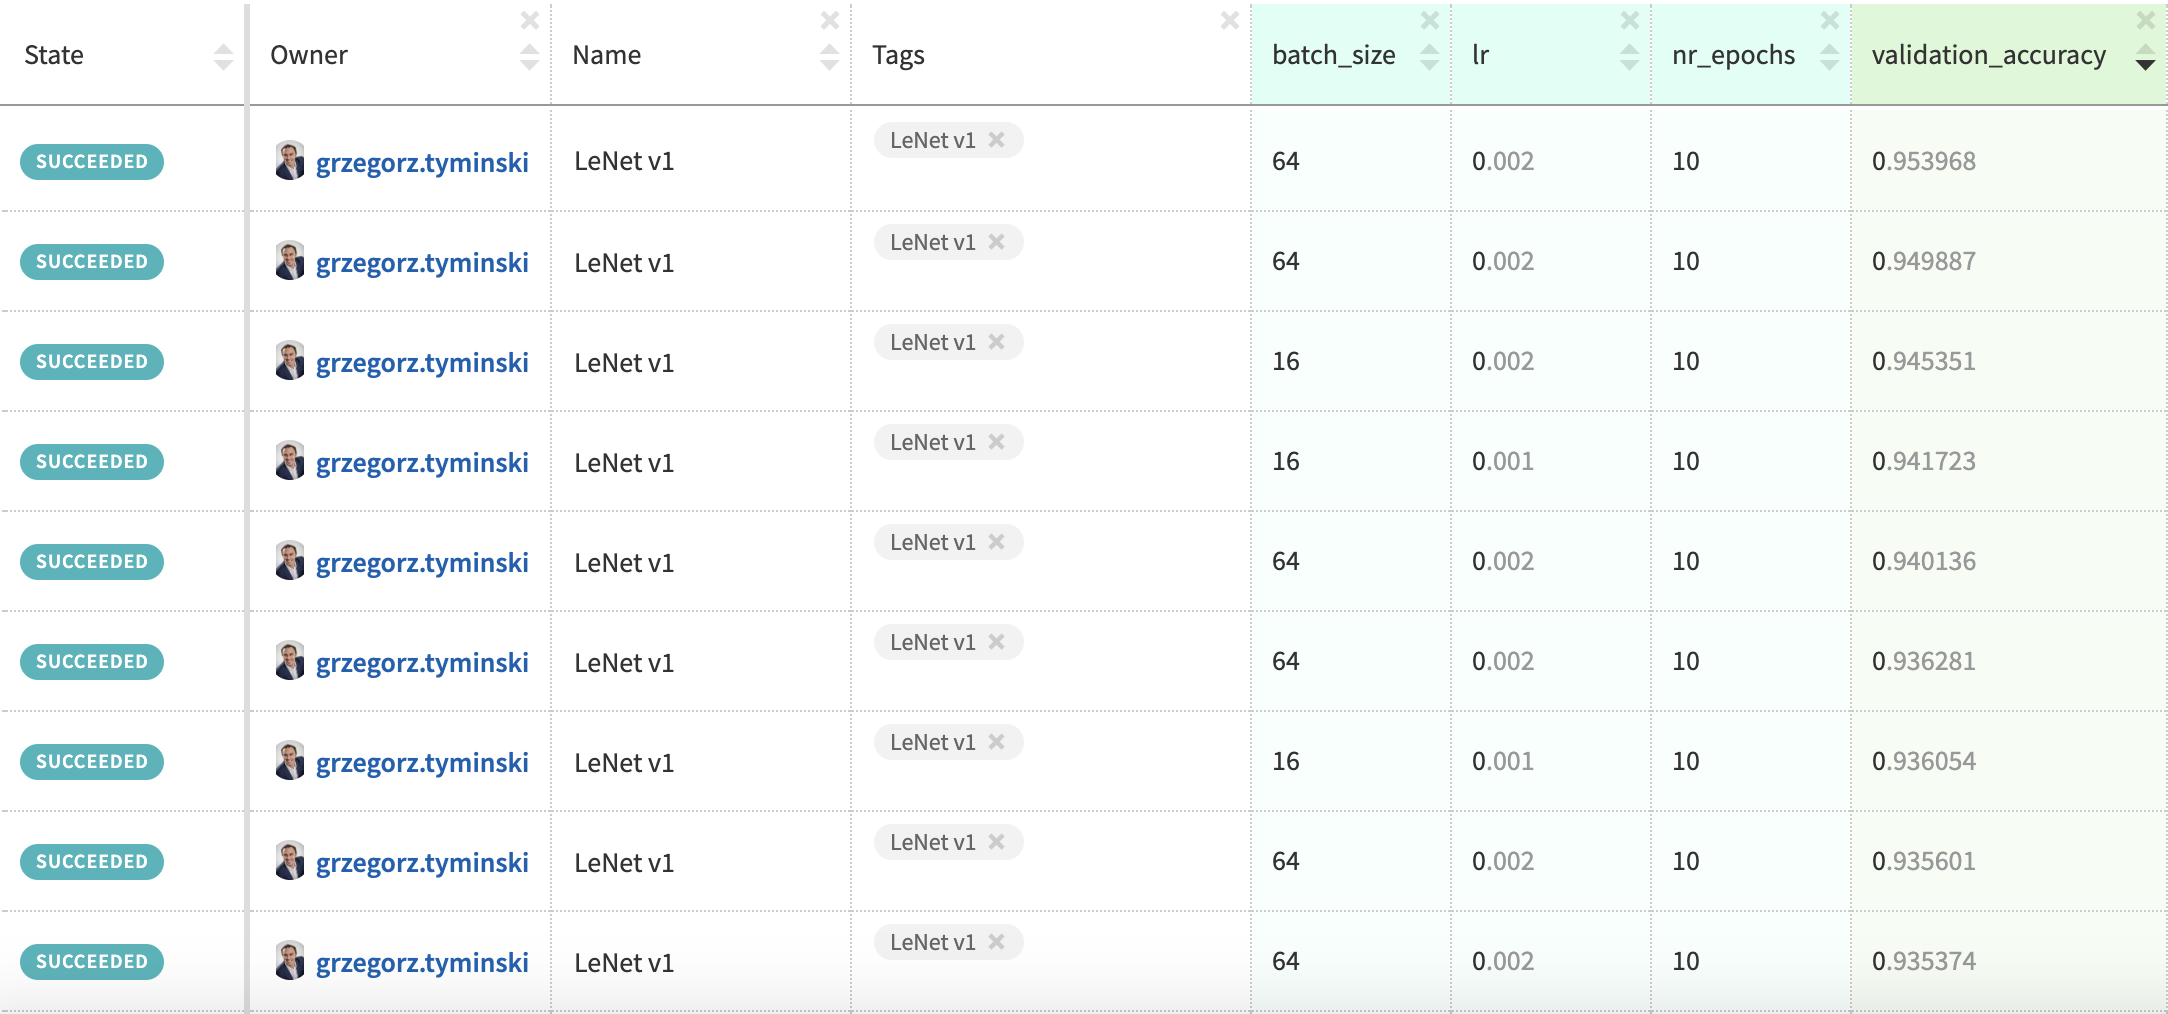 State Owner Name Tags batch_size lr nr_epochs validation_accuracy
SUCCEEDED grzegorz.tyminski LeNet v1 LeNet v1 64 0.002 10 0.953968
SUCCEEDED grzegorz.tyminski LeNet v1 LeNet v1 64 0.002 10 0.949887
SUCCEEDED grzegorz.tyminski LeNet v1 LeNet v1 16 0.002 10 0.945351
SUCCEEDED grzegorz.tyminski LeNet v1 LeNet v1 16 0.001 10 0.941723
SUCCEEDED grzegorz.tyminski LeNet v1 LeNet v1 64 0.002 10 0.940136
SUCCEEDED grzegorz.tyminski LeNet v1 LeNet v1 64 0.002 10 0.936281
SUCCEEDED grzegorz.tyminski LeNet v1 LeNet v1 16 0.001 10 0.936054
SUCCEEDED grzegorz.tyminski LeNet v1 LeNet v1 64 0.002 10 0.935601
SUCCEEDED grzegorz.tyminski LeNet v1 LeNet v1 64 0.002 10 0.935374